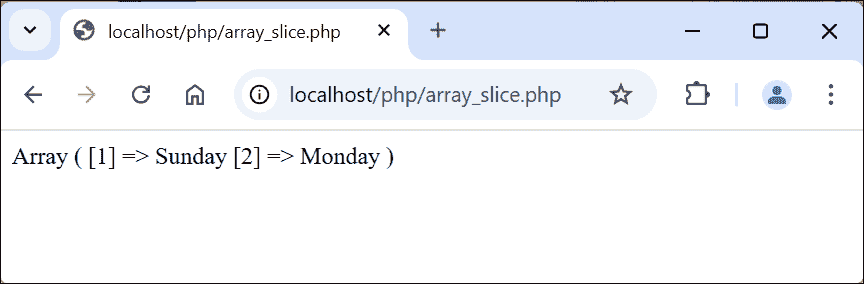 localhost/php/array_slice.php
localhost/php/array_slice.php
Array ( [1] => Sunday [2] => Monday )